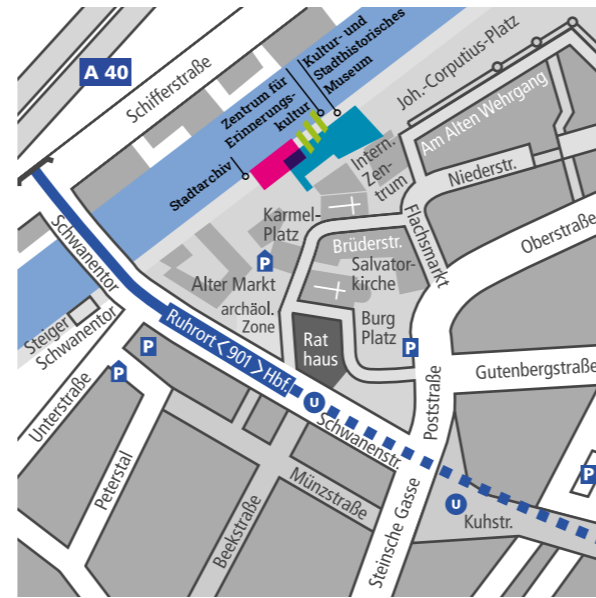 A 40
Schifferstraße
Zentrum für
Erinnerungs-
kultur
Kultur- und
Stadthistorisches
Museum
Joh.-Corputius-Platz
Am Alten Wehrgang
Stadtarchiv
Intern.
Zen-
trum
Niederstr.
Flachsmarkt
Oberstraße
Karmel-
Platz
Brüderstr.
Salvator-
kirche
Schwanentor
P
Alter Markt
archäol.
Zone
Steiger
Schwanentor
Ruhrort < 901 > Hbf.
Rat
haus
Burg
Platz
P
P
P
Gutenbergstraße
Unterstraße
U
Schwanenstr.
Poststraße
Peterstal
Münzstraße
Beekstraße
Steinsche Gasse
U
Kuhstr.
P